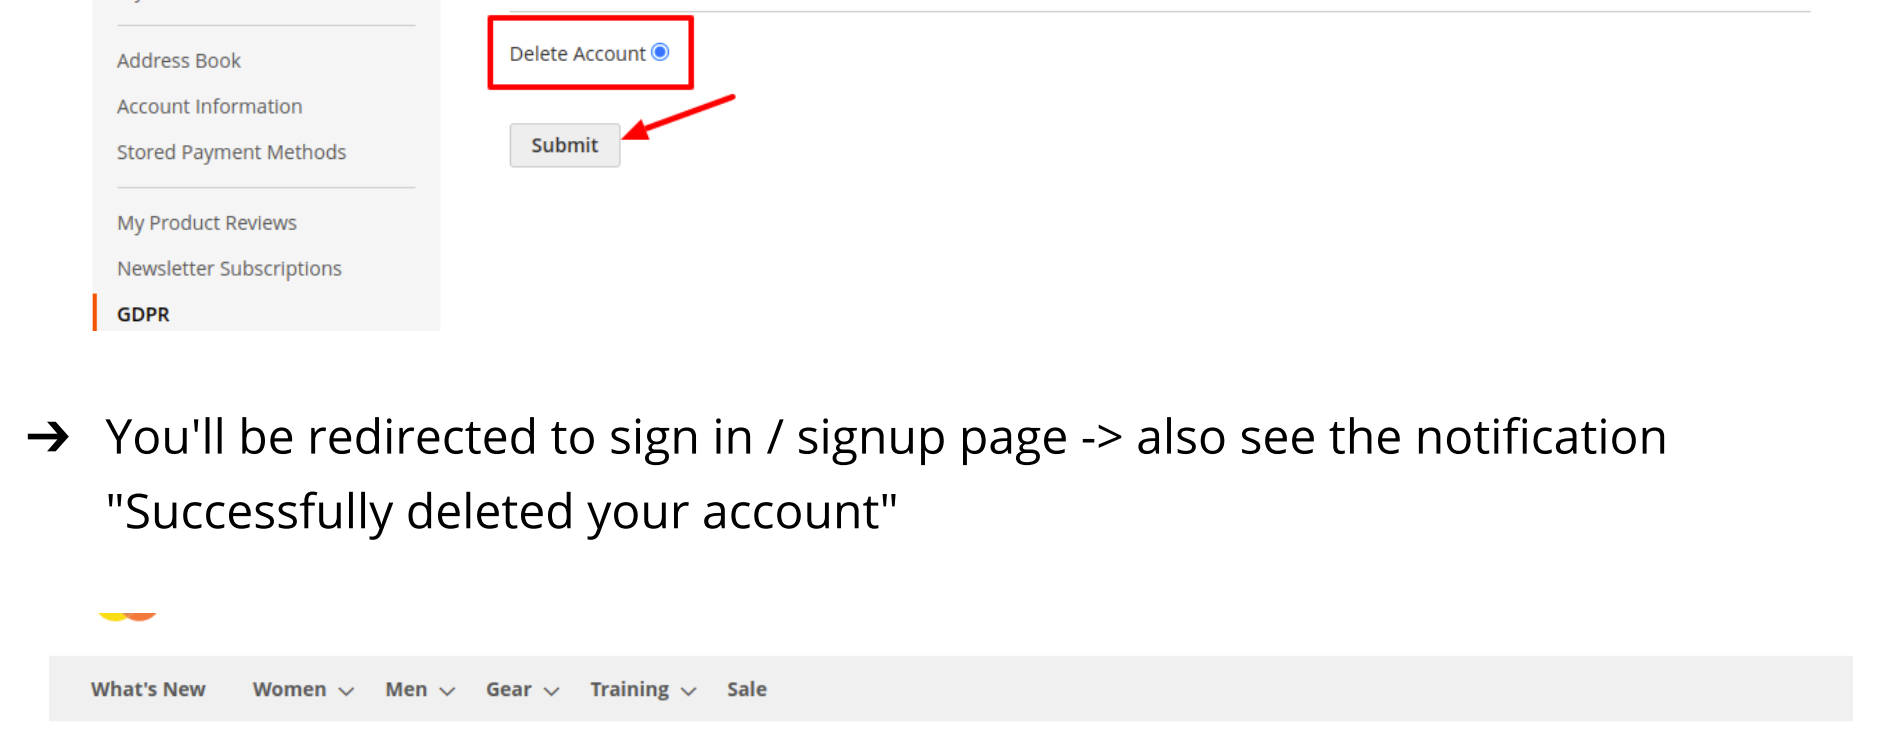 Delete Account
Address Book
Account Information
Stored Payment Methods
Submit
My Product Reviews
Newsletter Subscriptions
GDPR
➔ You'll be redirected to sign in / signup page -> also see the notification
"Successfully deleted your account"
What's New Women Men Gear Training Sale